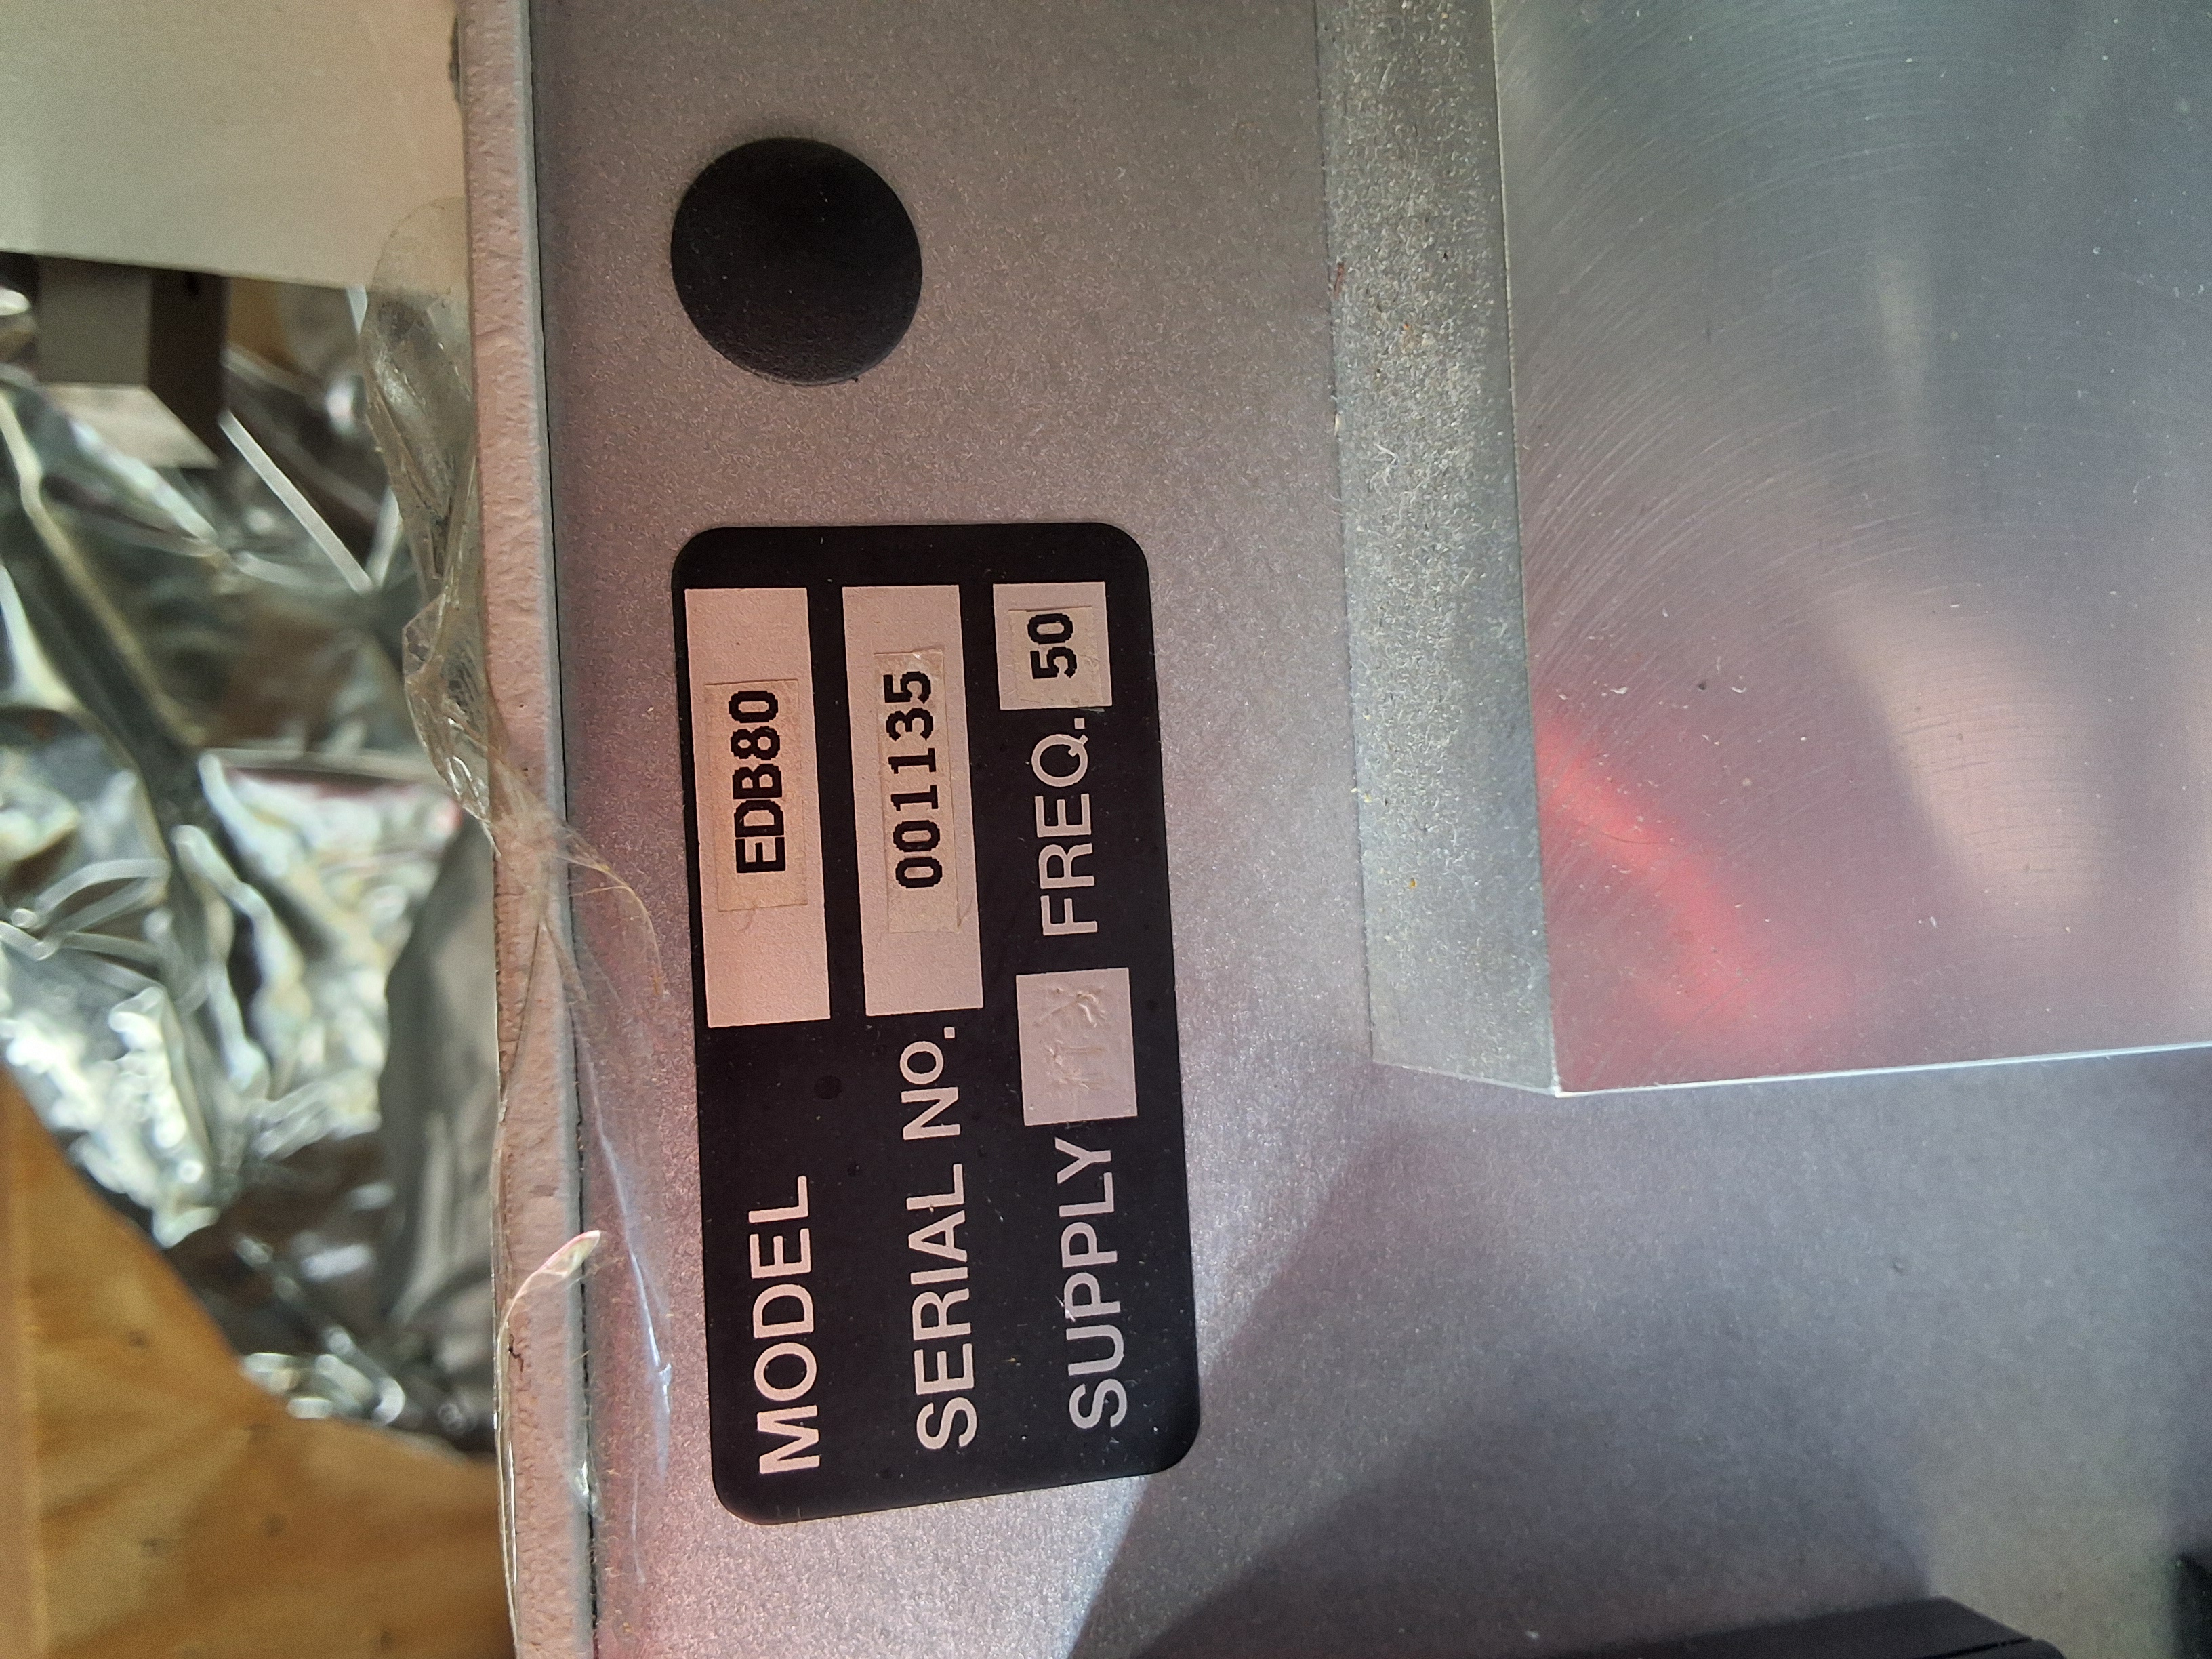 MODEL EDB80
SERIAL NO. 001135
SUPPLY FREQ. 50